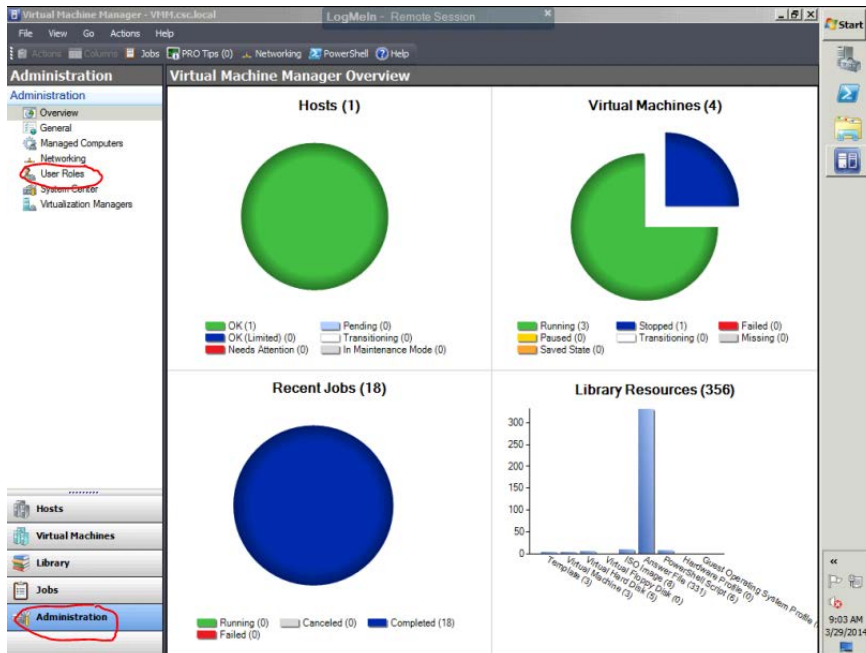 Virtual Machine Manager - VMM.csc.local
LogMeIn - Remote Session
File View Go Actions Help
Actions Columns Jobs PRO Tips (0) Networking PowerShell Help
Start
Administration
Virtual Machine Manager Overview
Administration
Overview
General
Managed Computers
Networking
User Roles
System Center
Virtualization Managers
Hosts (1)
OK (1) Pending (0)
OK (Limited) (0) Transitioning (0)
Needs Attention (0) In Maintenance Mode (0)
Virtual Machines (4)
Running (3) Stopped (1) Failed (0)
Paused (0) Transitioning (0) Missing (0)
Saved State (0)
Recent Jobs (18)
Running (0) Canceled (0) Completed (18)
Failed (0)
Library Resources (356)
300
250
200
150
100
50
0
Template (3)
Virtual Machine (3)
Virtual Hard Disk (5)
Virtual Floppy Disk (0)
ISO Image (8)
Answer File (331)
PowerShell Script (6)
Hardware Profile (0)
Guest Operating System Profile
Hosts
Virtual Machines
Library
Jobs
Administration
9:03 AM
3/29/2014